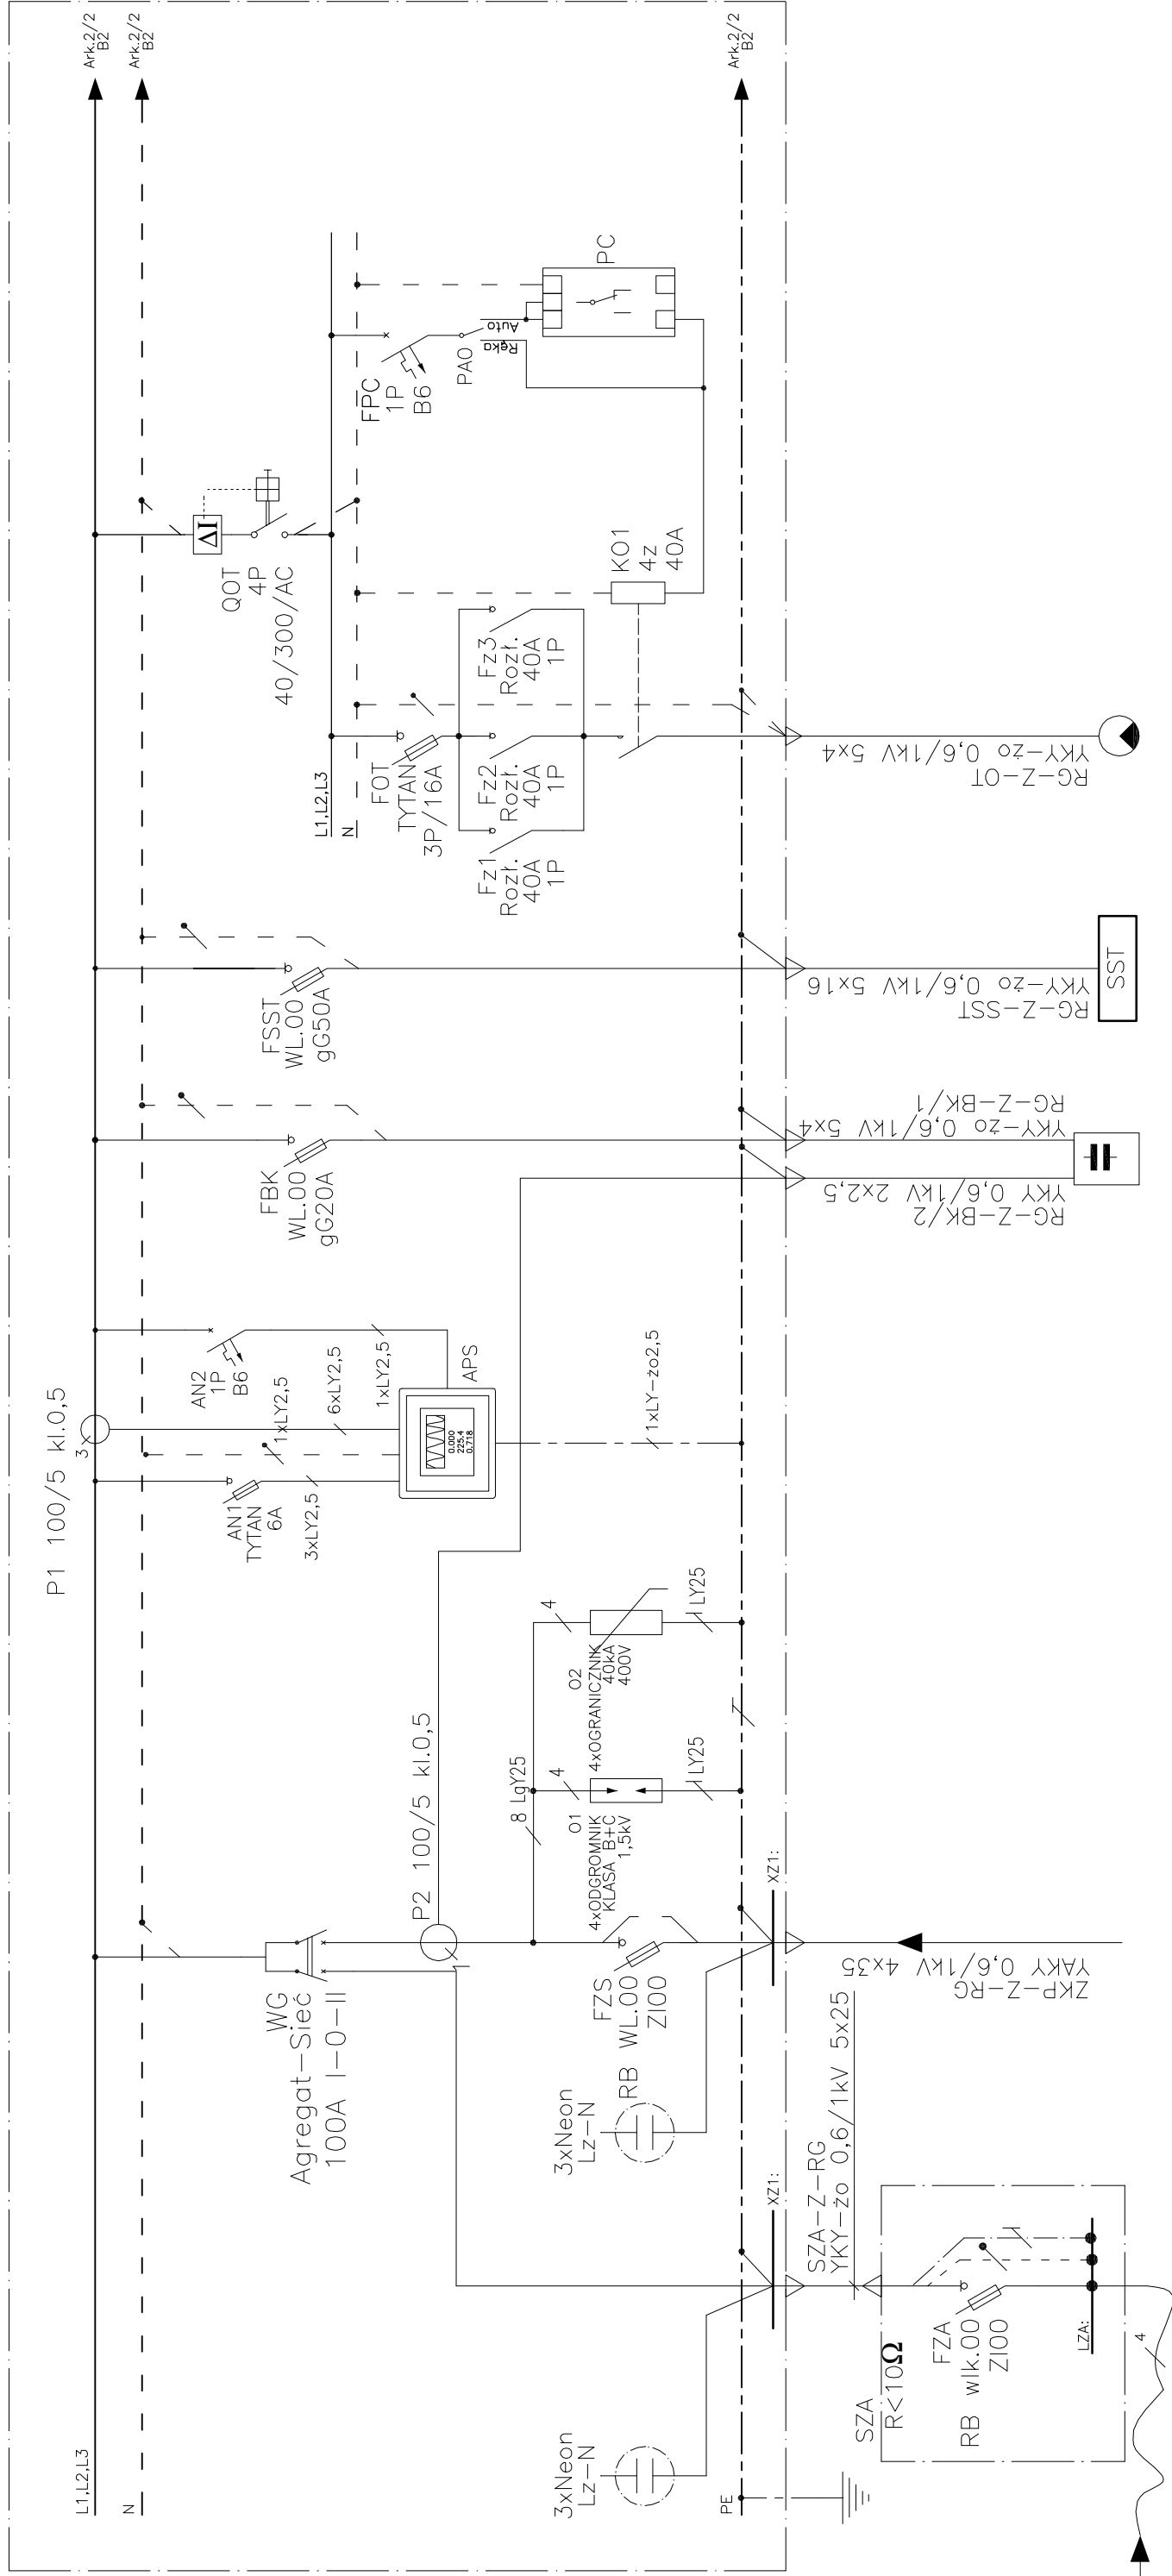 L1,L2,L3
N
PE
3xNeon
Lz-N
XZ1:
SZA
R<10Ω
FZA
RB wlk.00
ZI00
LZA:
4
SZA-Z-RG
YKY-żo 0,6/1kV 5x25
3xNeon
Lz-N
WG
Agregat-Sieć
100A I-0-II
FZS
RB WL.00
ZI00
XZ1:
ZKP-Z-RG
YAKY 0,6/1kV 4x35
P2 100/5 kl.0,5
8 LgY25
4
O1
4xODGROMNIK
KLASA B+C
1,5kV
LY25
4
O2
4xOGRANICZNIK
40kA
400V
LY25
P1 100/5 kl.0,5
3
AN1
TYTAN
6A
3xLY2,5
1xLY2,5
6xLY2,5
AN2
1P
B6
1xLY2,5
APS
0.000
225.4
0.718
1xLY-żo2,5
FBK
WL.00
gG20A
RG-Z-BK/2
YKY 0,6/1kV 2x2,5
RG-Z-BK/1
YKY-żo 0,6/1kV 5x4
FSST
WL.00
gG50A
RG-Z-SST
YKY-żo 0,6/1kV 5x16
SST
QOT
4P
40/300/AC
ΔI
L1,L2,L3
N
FOT
TYTAN
3P/16A
Fz1
Rozł.
40A
1P
Fz2
Rozł.
40A
1P
Fz3
Rozł.
40A
1P
KO1
4z
40A
RG-Z-OT
YKY-żo 0,6/1kV 5x4
FPC
1P
B6
PAO
Ręka
Auto
PC
Ark.2/2
B2
Ark.2/2
B2
Ark.2/2
B2